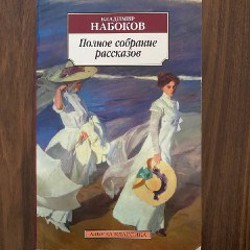 ВЛАДИМИР
НАБОКОВ
Полное собрание
рассказов
АЗБУКА-КЛАССИКА